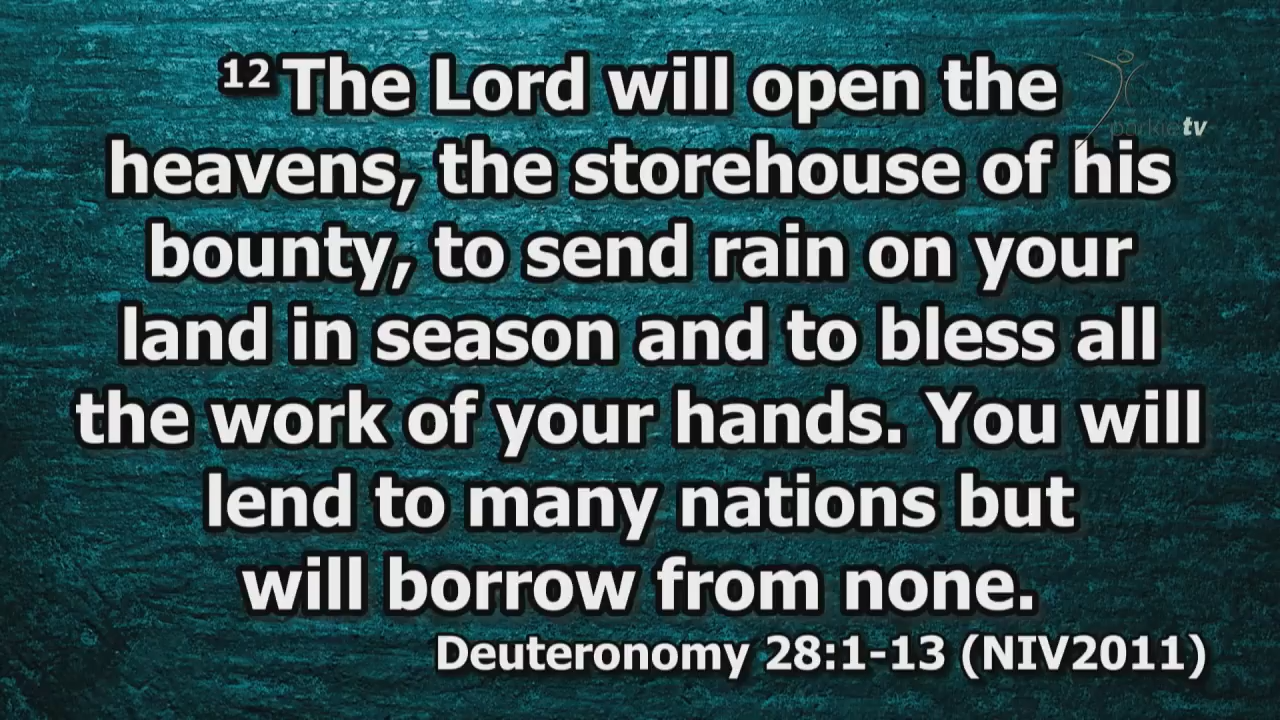 12 The Lord will open the
heavens, the storehouse of his
bounty, to send rain on your
land in season and to bless all
the work of your hands. You will
lend to many nations but
will borrow from none.
Deuteronomy 28:1-13 (NIV2011)
tv